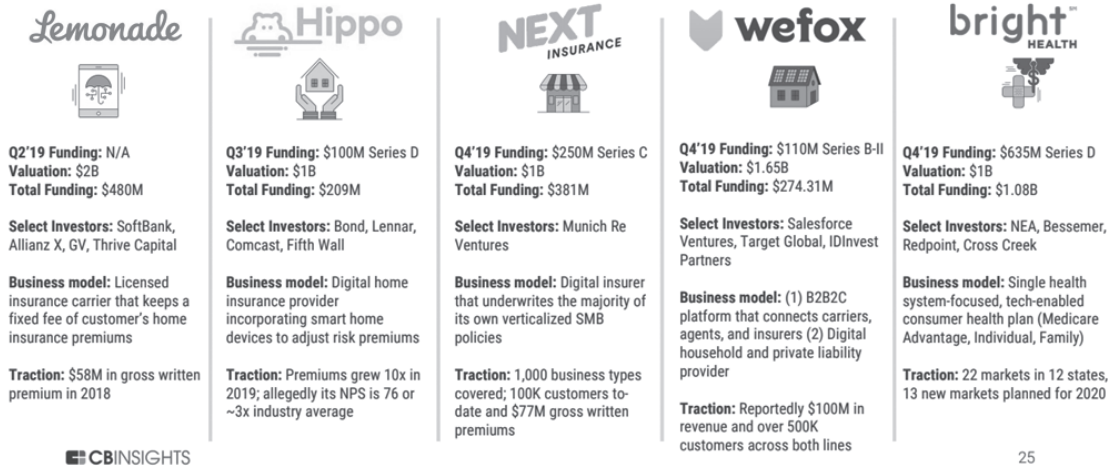 Lemonade
Q2'19 Funding: N/A
Valuation: $2B
Total Funding: $480M
Select Investors: SoftBank,
Allianz X, GV, Thrive Capital
Business model: Licensed
insurance carrier that keeps a
fixed fee of customer's home
insurance premiums
Traction: $58M in gross written
premium in 2018
Hippo
Q3'19 Funding: $100M Series D
Valuation: $1B
Total Funding: $209M
Select Investors: Bond, Lennar,
Comcast, Fifth Wall
Business model: Digital home
insurance provider
incorporating smart home
devices to adjust risk premiums
Traction: Premiums grew 10x in
2019; allegedly its NPS is 76 or
~3x industry average
NEXT
INSURANCE
Q4'19 Funding: $250M Series C
Valuation: $1B
Total Funding: $381M
Select Investors: Munich Re
Ventures
Business model: Digital insurer
that underwrites the majority of
its own verticalized SMB
policies
Traction: 1,000 business types
covered; 100K customers to-
date and $77M gross written
premiums
wefox
Q4'19 Funding: $110M Series B-II
Valuation: $1.65B
Total Funding: $274.31M
Select Investors: Salesforce
Ventures, Target Global, IDInvest
Partners
Business model: (1) B2B2C
platform that connects carriers,
agents, and insurers (2) Digital
household and private liability
provider
Traction: Reportedly $100M in
revenue and over 500K
customers across both lines
bright
HEALTH
$
Q4'19 Funding: $635M Series D
Valuation: $1B
Total Funding: $1.08B
Select Investors: NEA, Bessemer,
Redpoint, Cross Creek
Business model: Single health
system-focused, tech-enabled
consumer health plan (Medicare
Advantage, Individual, Family)
Traction: 22 markets in 12 states,
13 new markets planned for 2020
CBINSIGHTS
25